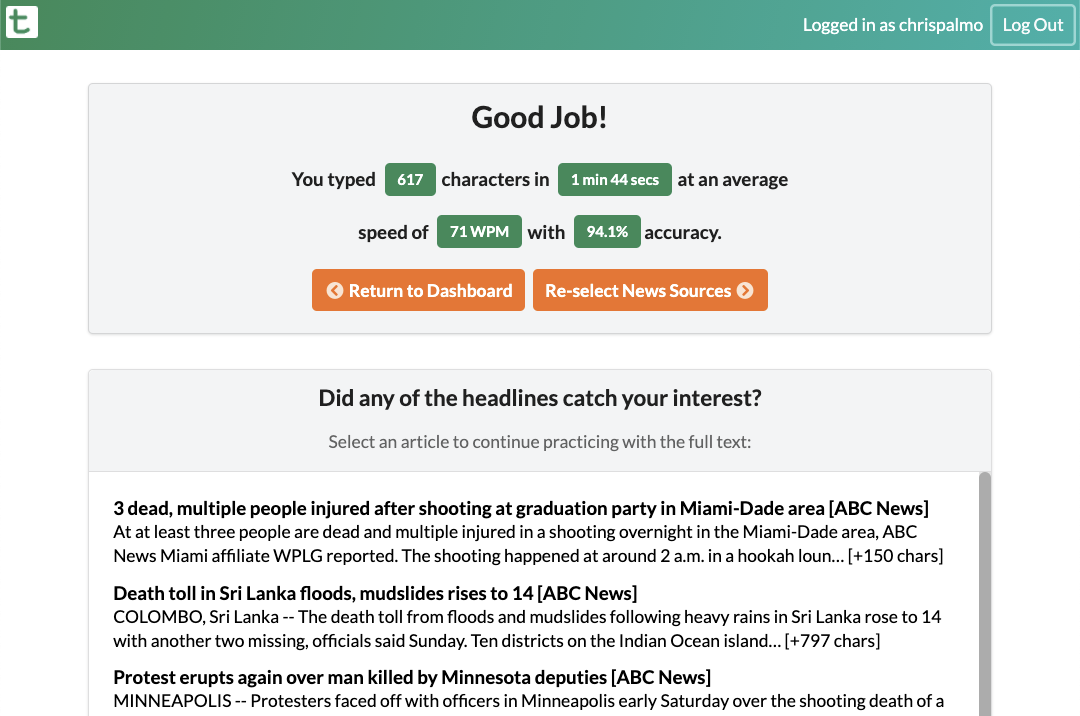 t
Logged in as chrispalmo
Log Out
Good Job!
You typed 617 characters in 1 min 44 secs at an average
speed of 71 WPM with 94.1% accuracy.
Return to Dashboard
Re-select News Sources
Did any of the headlines catch your interest?
Select an article to continue practicing with the full text:
3 dead, multiple people injured after shooting at graduation party in Miami-Dade area [ABC News]
At at least three people are dead and multiple injured in a shooting overnight in the Miami-Dade area, ABC
News Miami affiliate WPLG reported. The shooting happened at around 2 a.m. in a hookah loun… [+150 chars]
Death toll in Sri Lanka floods, mudslides rises to 14 [ABC News]
COLOMBO, Sri Lanka -- The death toll from floods and mudslides following heavy rains in Sri Lanka rose to 14
with another two missing, officials said Sunday. Ten districts on the Indian Ocean island… [+797 chars]
Protest erupts again over man killed by Minnesota deputies [ABC News]
MINNEAPOLIS -- Protesters faced off with officers in Minneapolis early Saturday over the shooting death of a